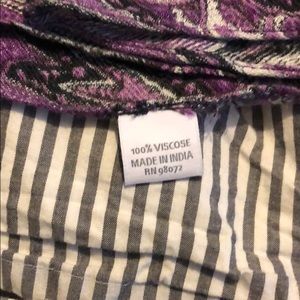 100% VISCOSE
MADE IN INDIA
RN 98072